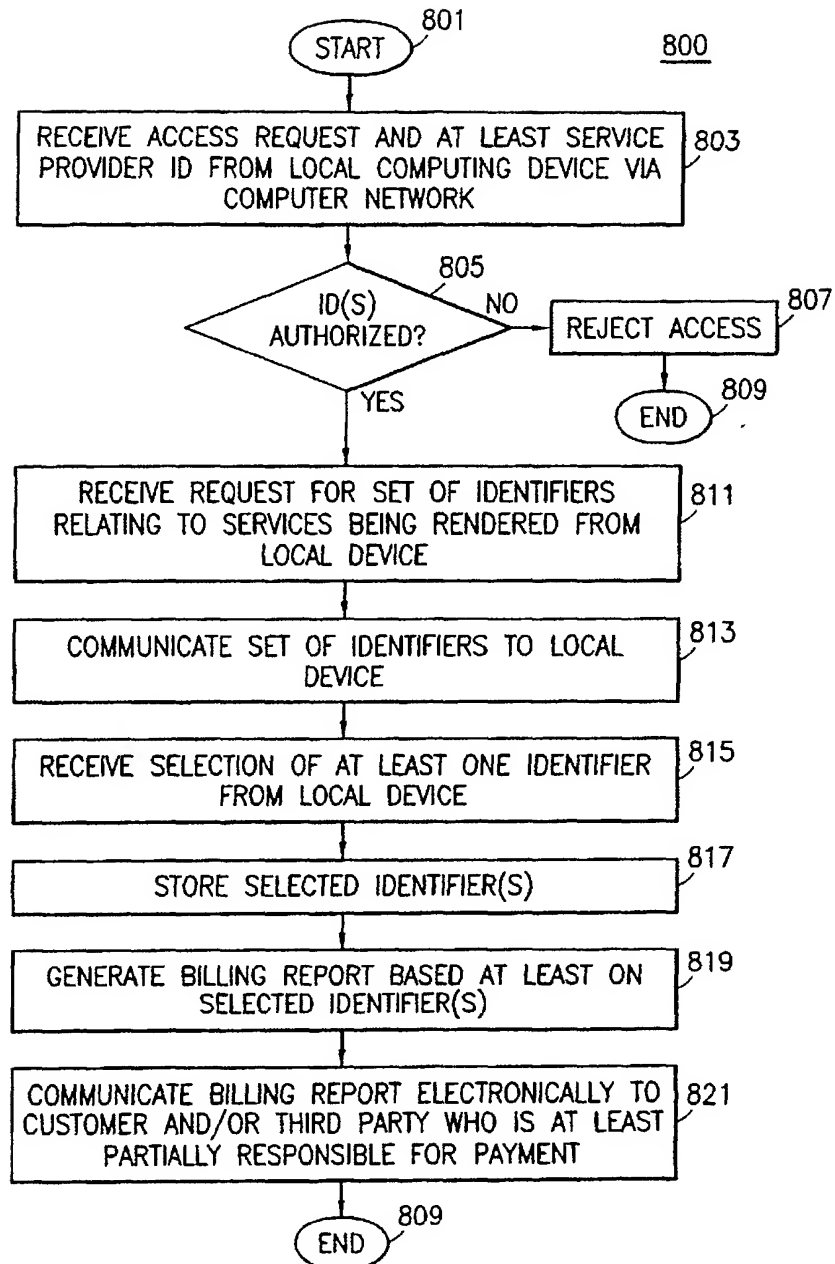 801
START
800
RECEIVE ACCESS REQUEST AND AT LEAST SERVICE
PROVIDER ID FROM LOCAL COMPUTING DEVICE VIA
COMPUTER NETWORK
803
805
ID(S)
AUTHORIZED?
NO
807
REJECT ACCESS
YES
809
END
RECEIVE REQUEST FOR SET OF IDENTIFIERS
RELATING TO SERVICES BEING RENDERED FROM
LOCAL DEVICE
811
COMMUNICATE SET OF IDENTIFIERS TO LOCAL
DEVICE
813
RECEIVE SELECTION OF AT LEAST ONE IDENTIFIER
FROM LOCAL DEVICE
815
STORE SELECTED IDENTIFIER(S)
817
GENERATE BILLING REPORT BASED AT LEAST ON
SELECTED IDENTIFIER(S)
819
COMMUNICATE BILLING REPORT ELECTRONICALLY TO
CUSTOMER AND/OR THIRD PARTY WHO IS AT LEAST
PARTIALLY RESPONSIBLE FOR PAYMENT
821
809
END